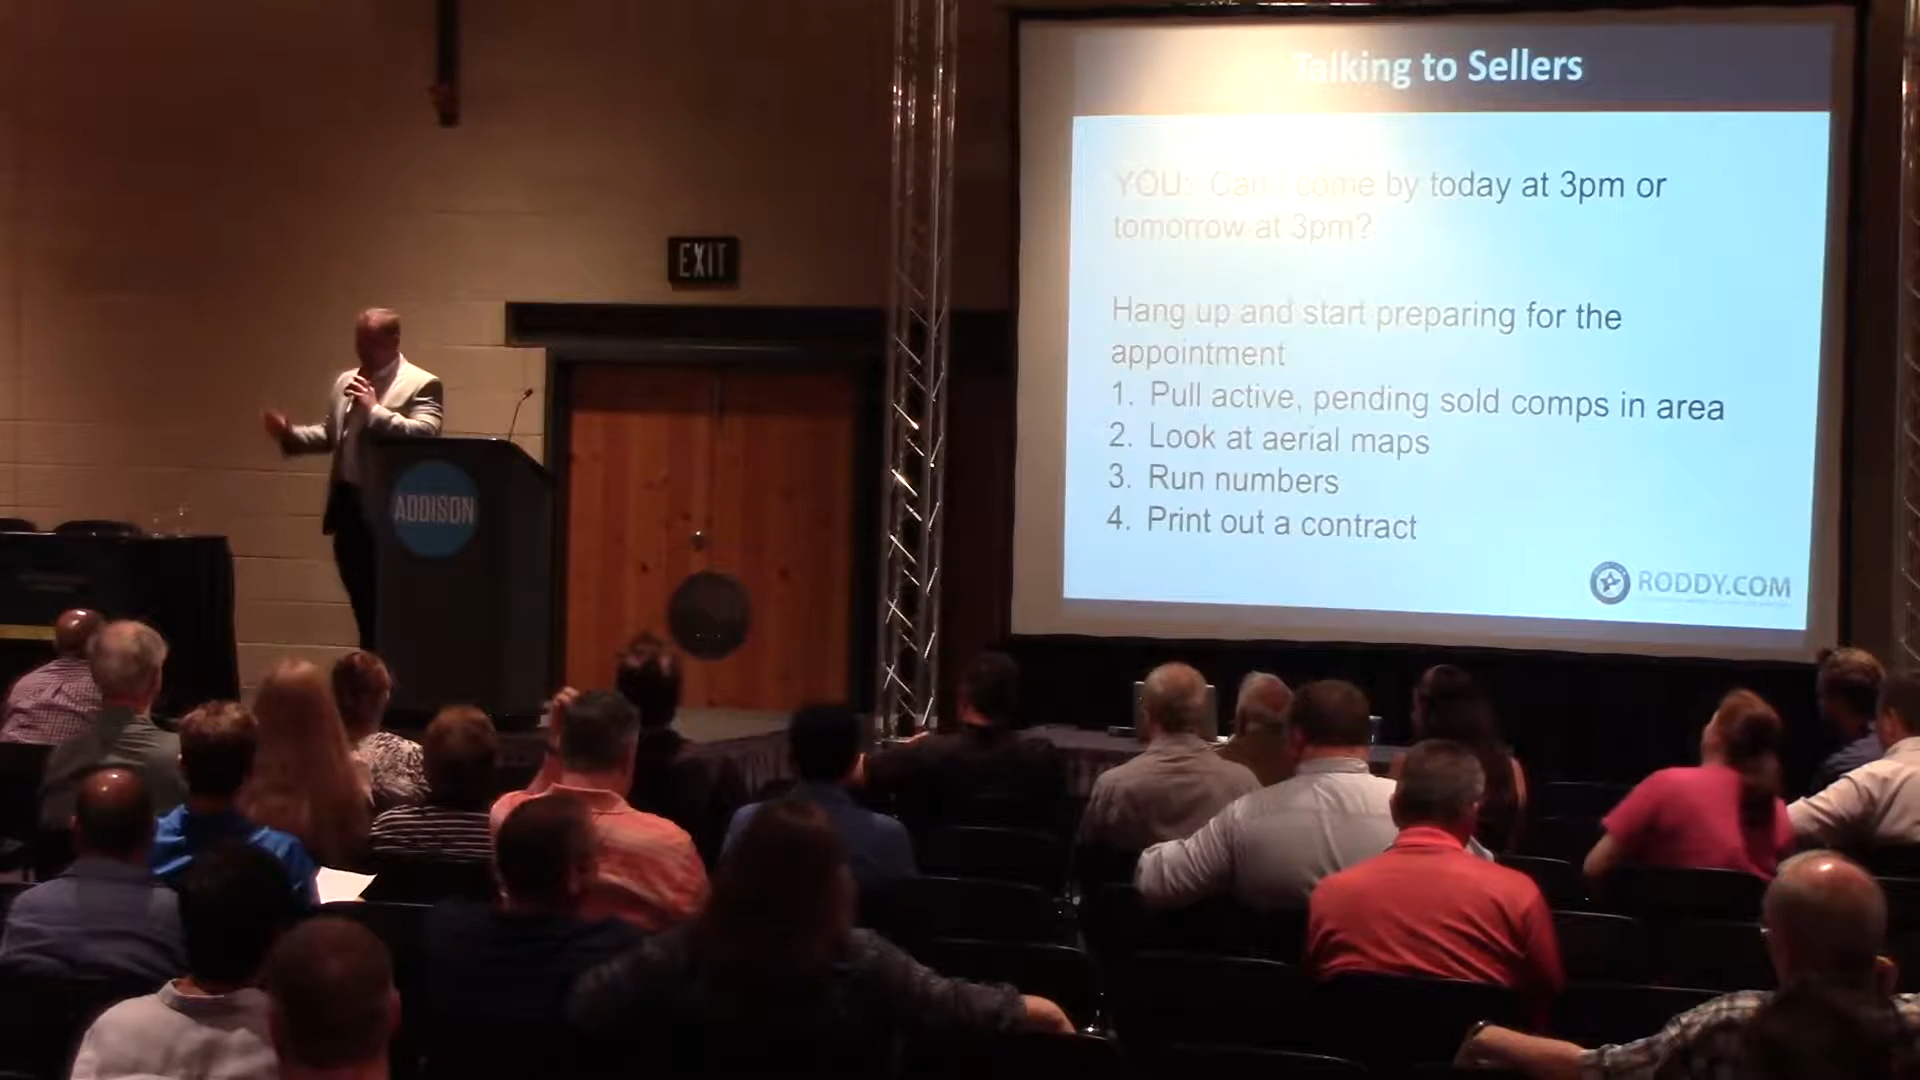 Talking to Sellers
YOU: Can I come by today at 3pm or
tomorrow at 3pm?
Hang up and start preparing for the
appointment
1. Pull active, pending sold comps in area
2. Look at aerial maps
3. Run numbers
4. Print out a contract
RODDY.COM
EXIT
ADDISON